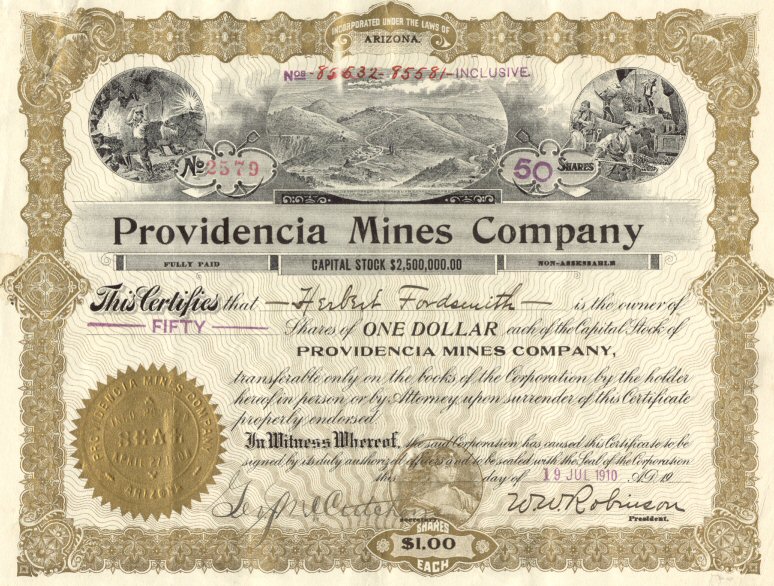 INCORPORATED UNDER THE LAWS OF
ARIZONA.
Nos 85532-85581-INCLUSIVE.
No 2579
50 SHARES
Providencia Mines Company
FULLY PAID CAPITAL STOCK $2,500,000.00 NON-ASSESSABLE
This Certifies that Herbert Fordsmith is the owner of
FIFTY Shares of ONE DOLLAR each of the Capital Stock of
PROVIDENCIA MINES COMPANY,
transferable only on the books of the Corporation by the holder
hereof in person or by Attorney upon surrender of this Certificate
properly endorsed.
In Witness Whereof, the said Corporation has caused this Certificate to be
signed by its duly authorized officers and to be sealed with the Seal of the Corporation
this day of 19 JUL 1910 A.D. 19
PROVIDENCIA MINES COMPANY
SEAL
ARIZONA
W.W. Robinson
Secretary. President.
SHARES
$1.00
EACH